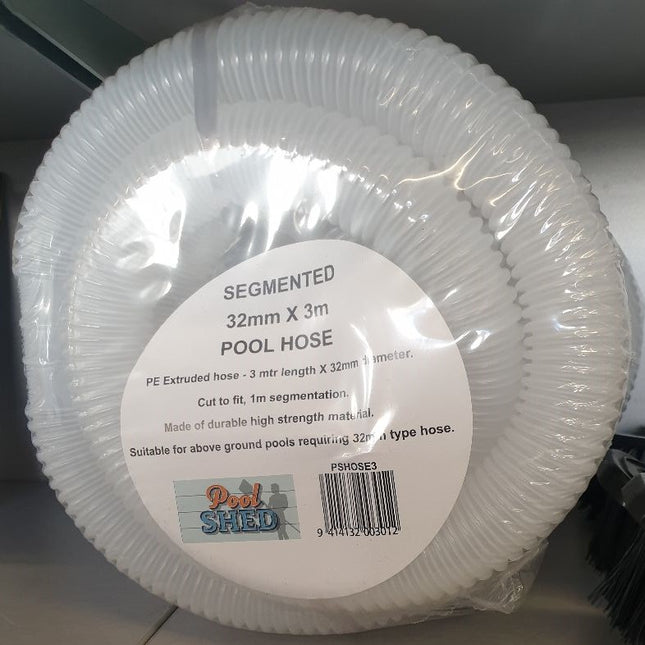 SEGMENTED
32mm X 3m
POOL HOSE
PE Extruded hose - 3 mtr length X 32mm diameter.
Cut to fit, 1m segmentation.
Made of durable high strength material.
Suitable for above ground pools requiring 32mm type hose.
Pool
SHED
PSHOSE3
9 414132 003012